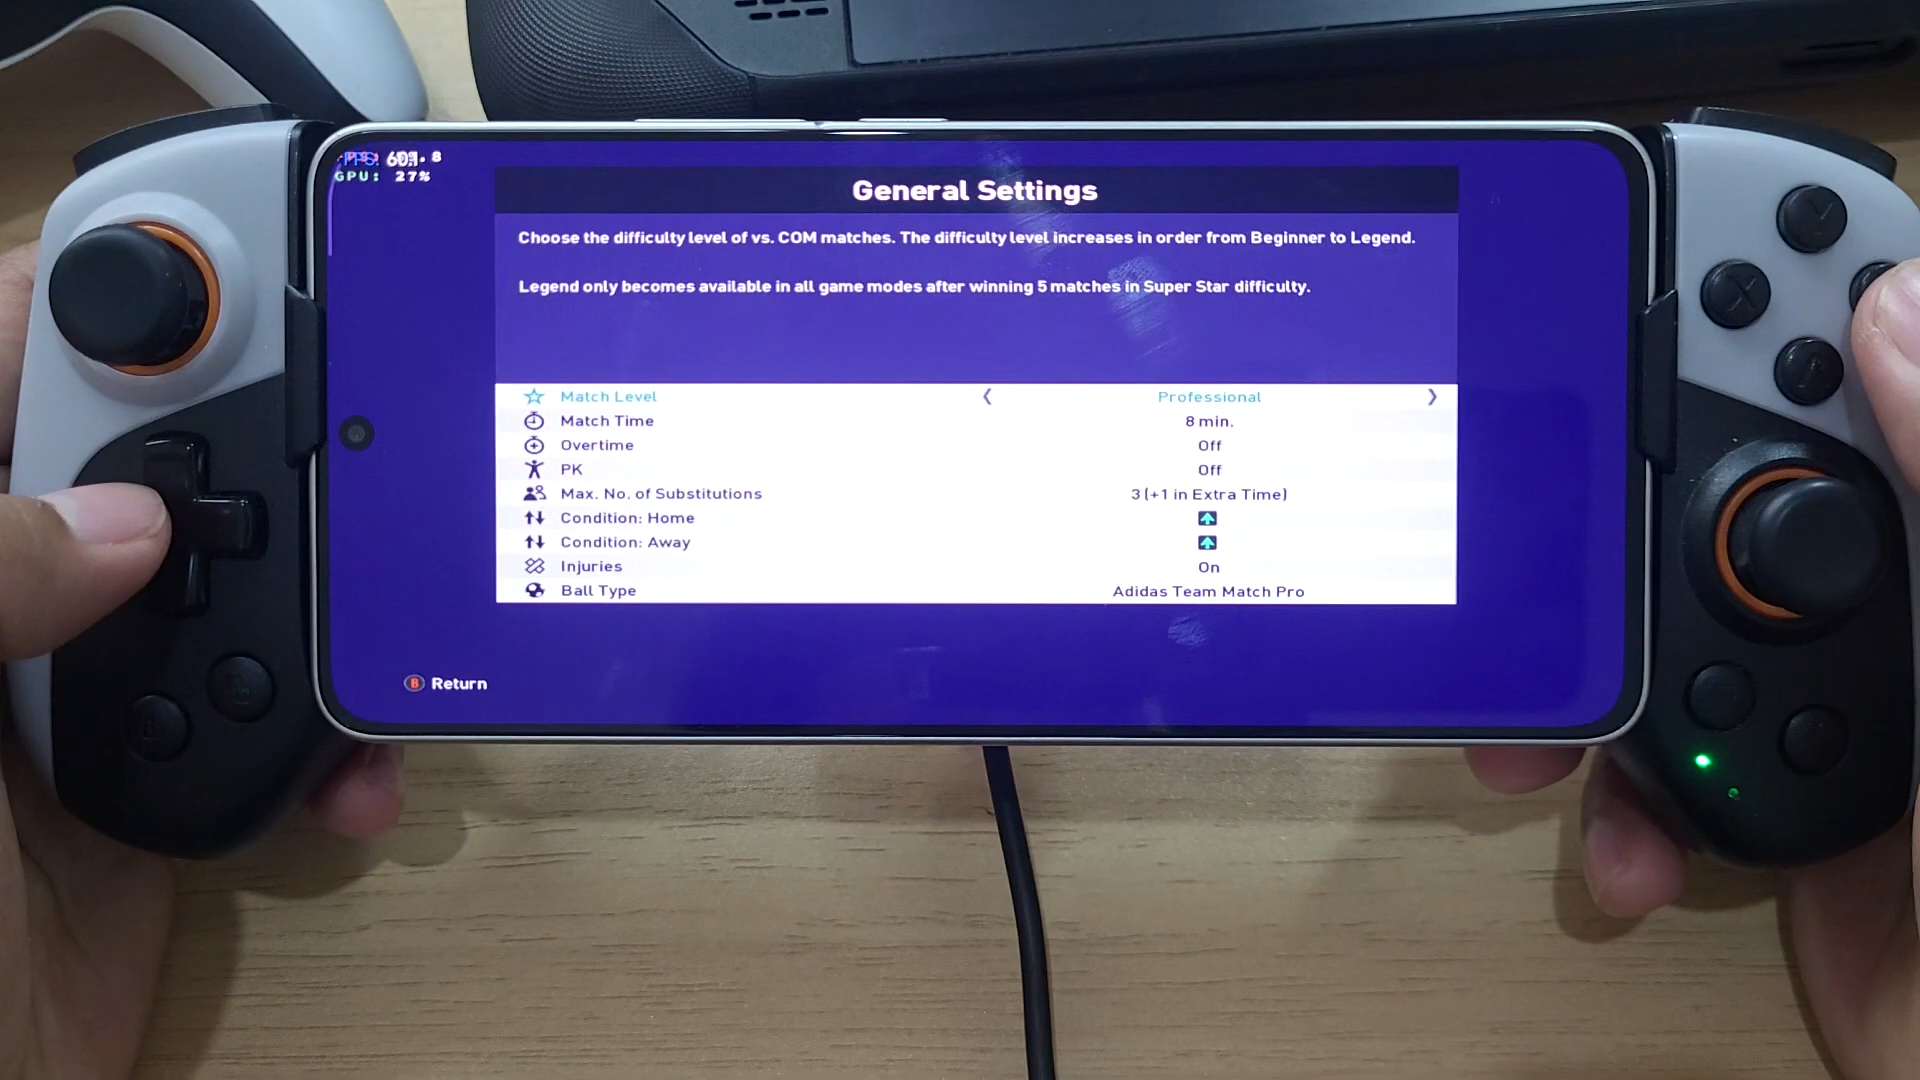 FPS:
GPU: 27%
General Settings
Choose the difficulty level of vs. COM matches. The difficulty level increases in order from Beginner to Legend.
Legend only becomes available in all game modes after winning 5 matches in Super Star difficulty.
Match Level Professional
Match Time 8 min.
Overtime Off
PK Off
Max. No. of Substitutions 3 (+1 in Extra Time)
Condition: Home
Condition: Away
Injuries On
Ball Type Adidas Team Match Pro
B Return
Y
X